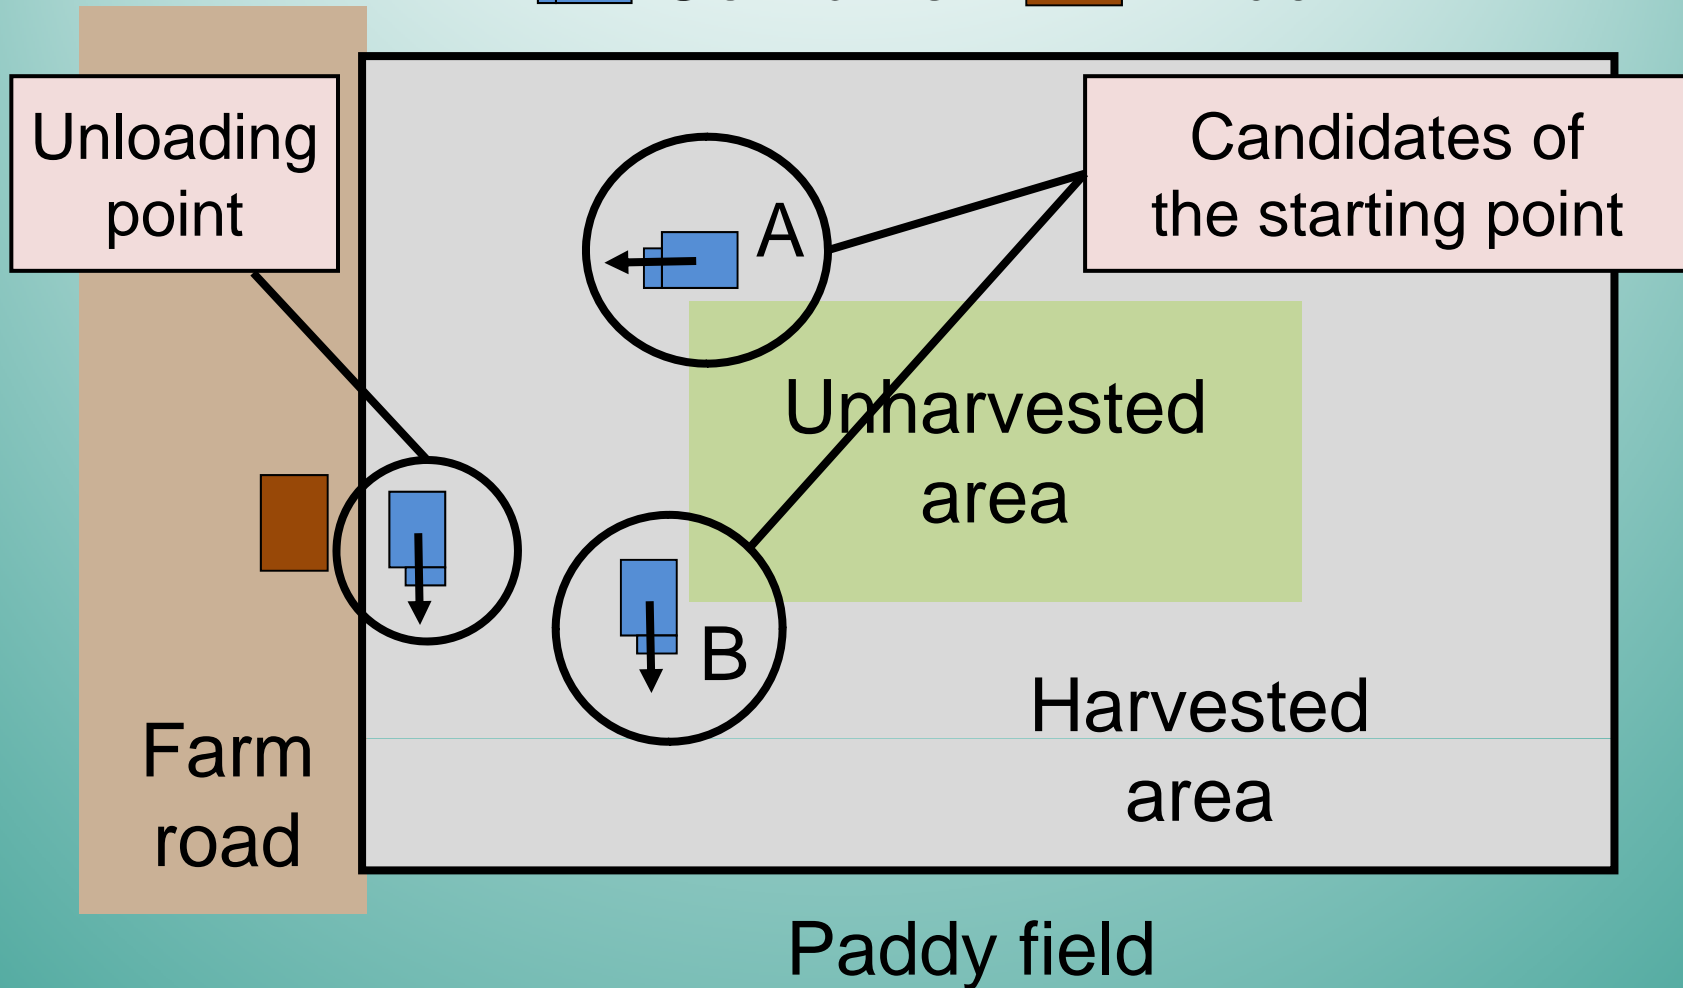 Unloading
point
Candidates of
the starting point
A
Unharvested
area
B
Harvested
area
Farm
road
Paddy field